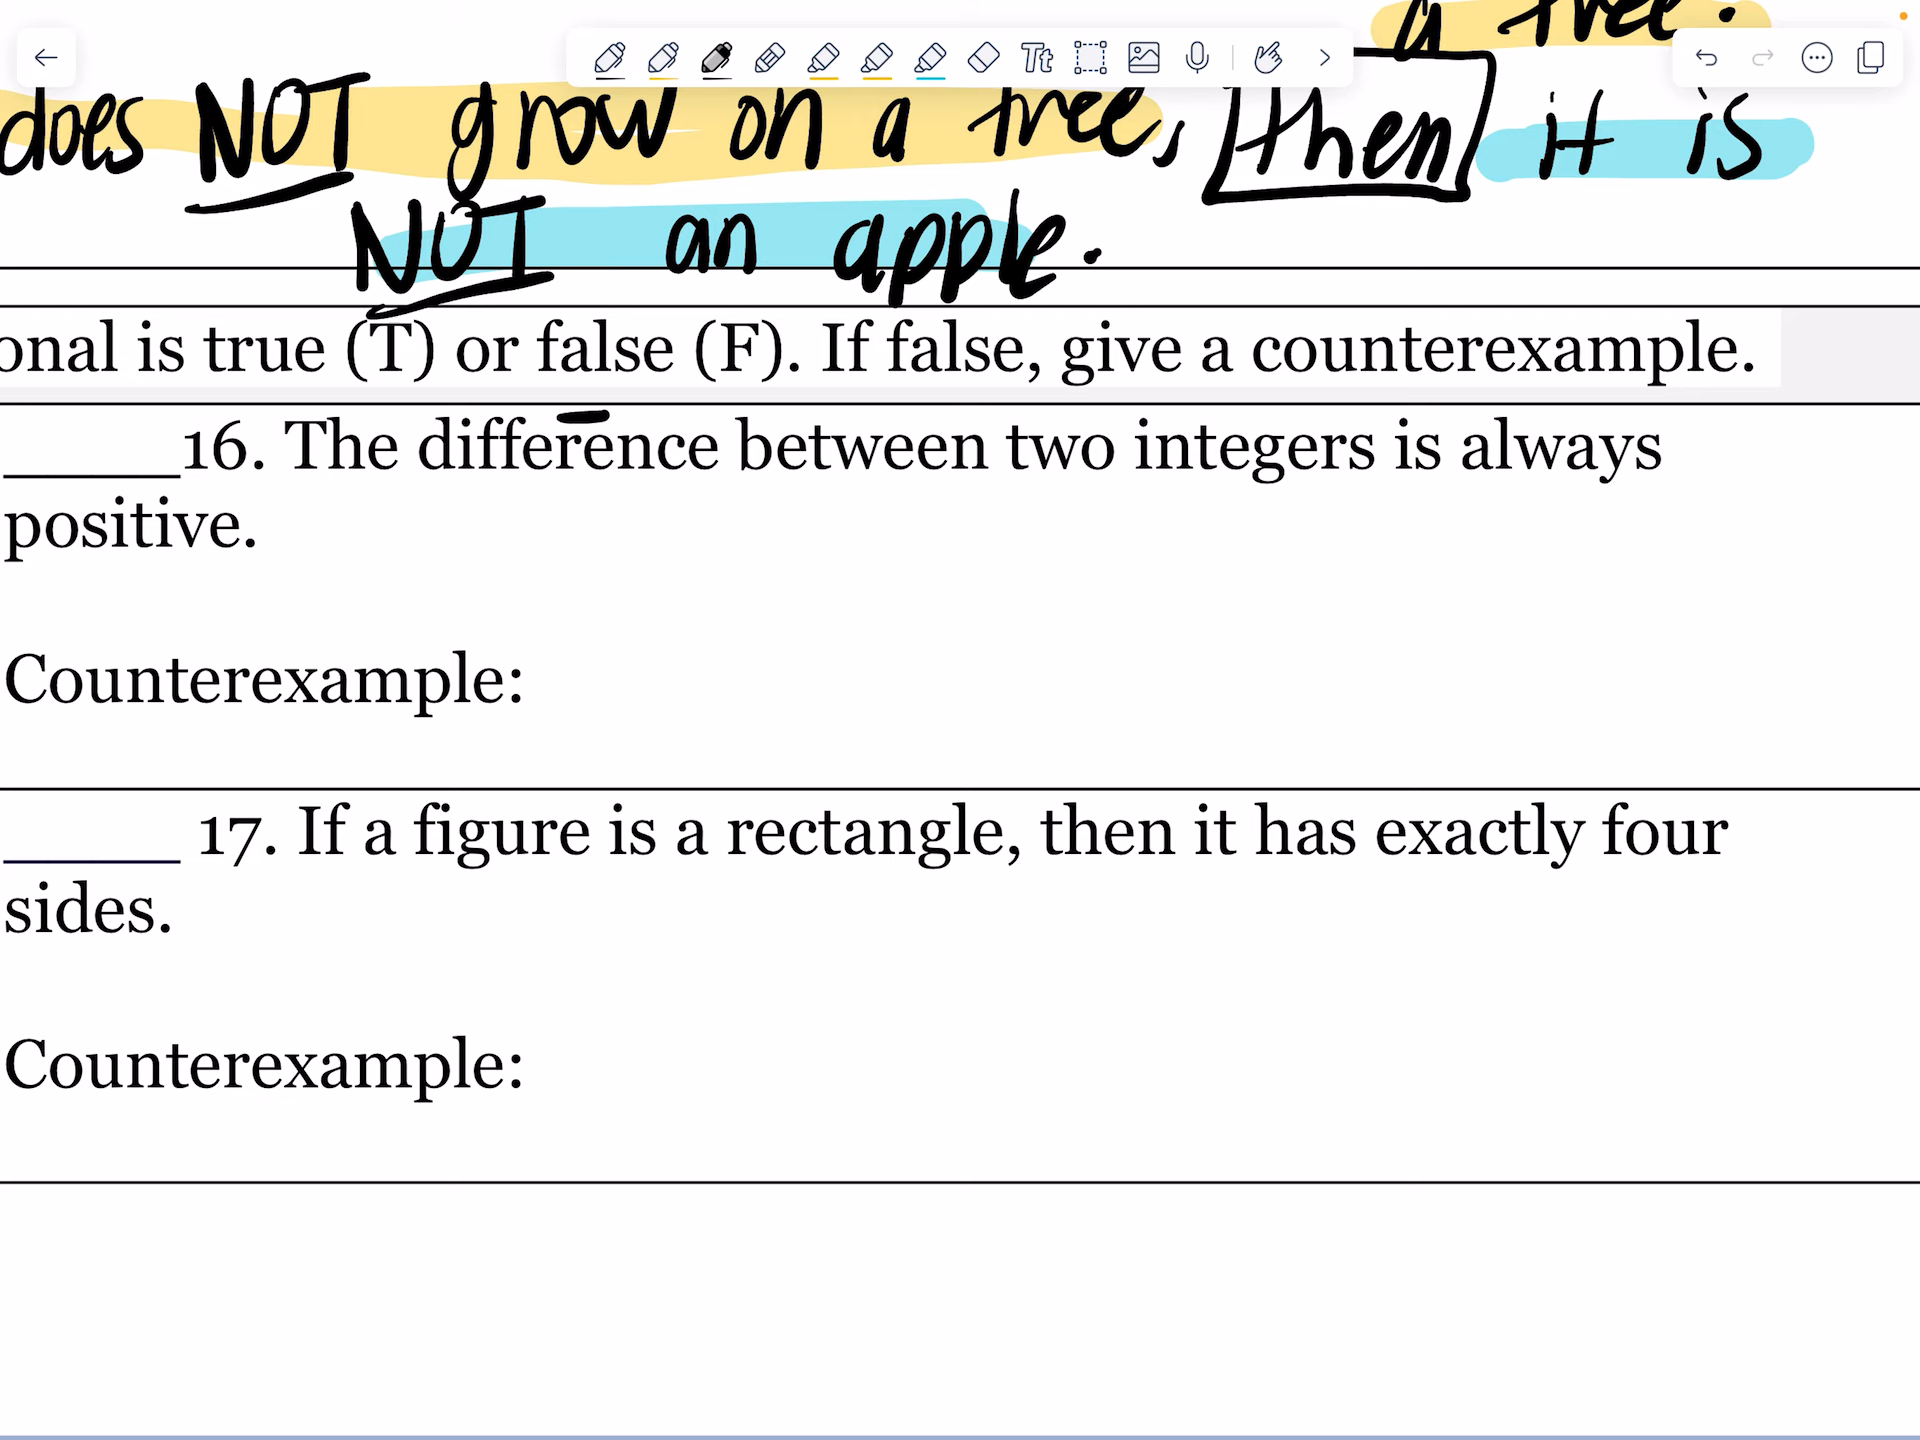 a tree.
does NOT grow on a tree, then it is
NOT an apple.
onal is true (T) or false (F). If false, give a counterexample.
_____16. The difference between two integers is always
positive.
Counterexample:
_____ 17. If a figure is a rectangle, then it has exactly four
sides.
Counterexample: